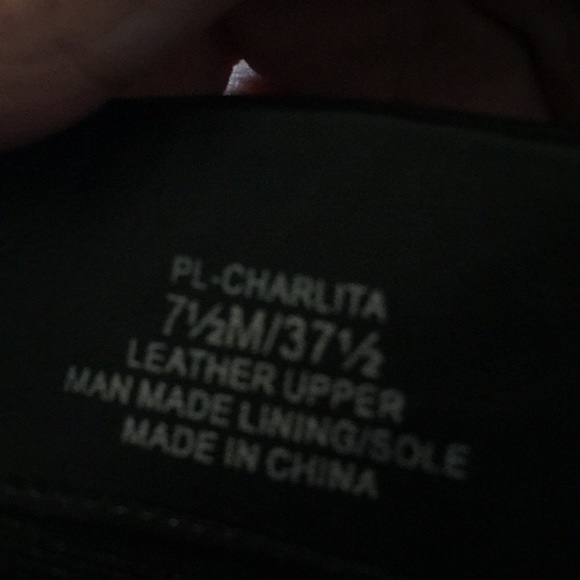 PL-CHARLITA
7½M/37½
LEATHER UPPER
MAN MADE LINING/SOLE
MADE IN CHINA